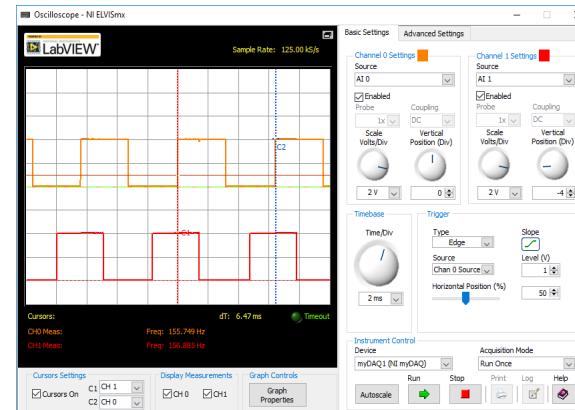 Oscilloscope - NI ELVISmx
LabVIEW
Sample Rate: 125.00 kS/s
C2
C1
Cursors:
dT: 6.47 ms
Timeout
CH0 Meas:
Freq: 155.749 Hz
CH1 Meas:
Freq: 156.888 Hz
Cursors Settings
Cursors On
C1 CH 1
C2 CH 0
Display Measurements
CH 0
CH1
Graph Controls
Graph
Properties
Basic Settings
Advanced Settings
Channel 0 Settings
Source
AI 0
Enabled
Probe
Coupling
1x
DC
Scale
Volts/Div
Vertical
Position (Div)
2 V
0
Channel 1 Settings
Source
AI 1
Enabled
Probe
Coupling
1x
DC
Scale
Volts/Div
Vertical
Position (Div)
2 V
-4
Timebase
Time/Div
2 ms
Trigger
Type
Edge
Slope
Source
Chan 0 Source
Level (V)
1
Horizontal Position (%)
50
Instrument Control
Device
myDAQ1 (NI myDAQ)
Acquisition Mode
Run Once
Run
Stop
Print
Log
Help
Autoscale